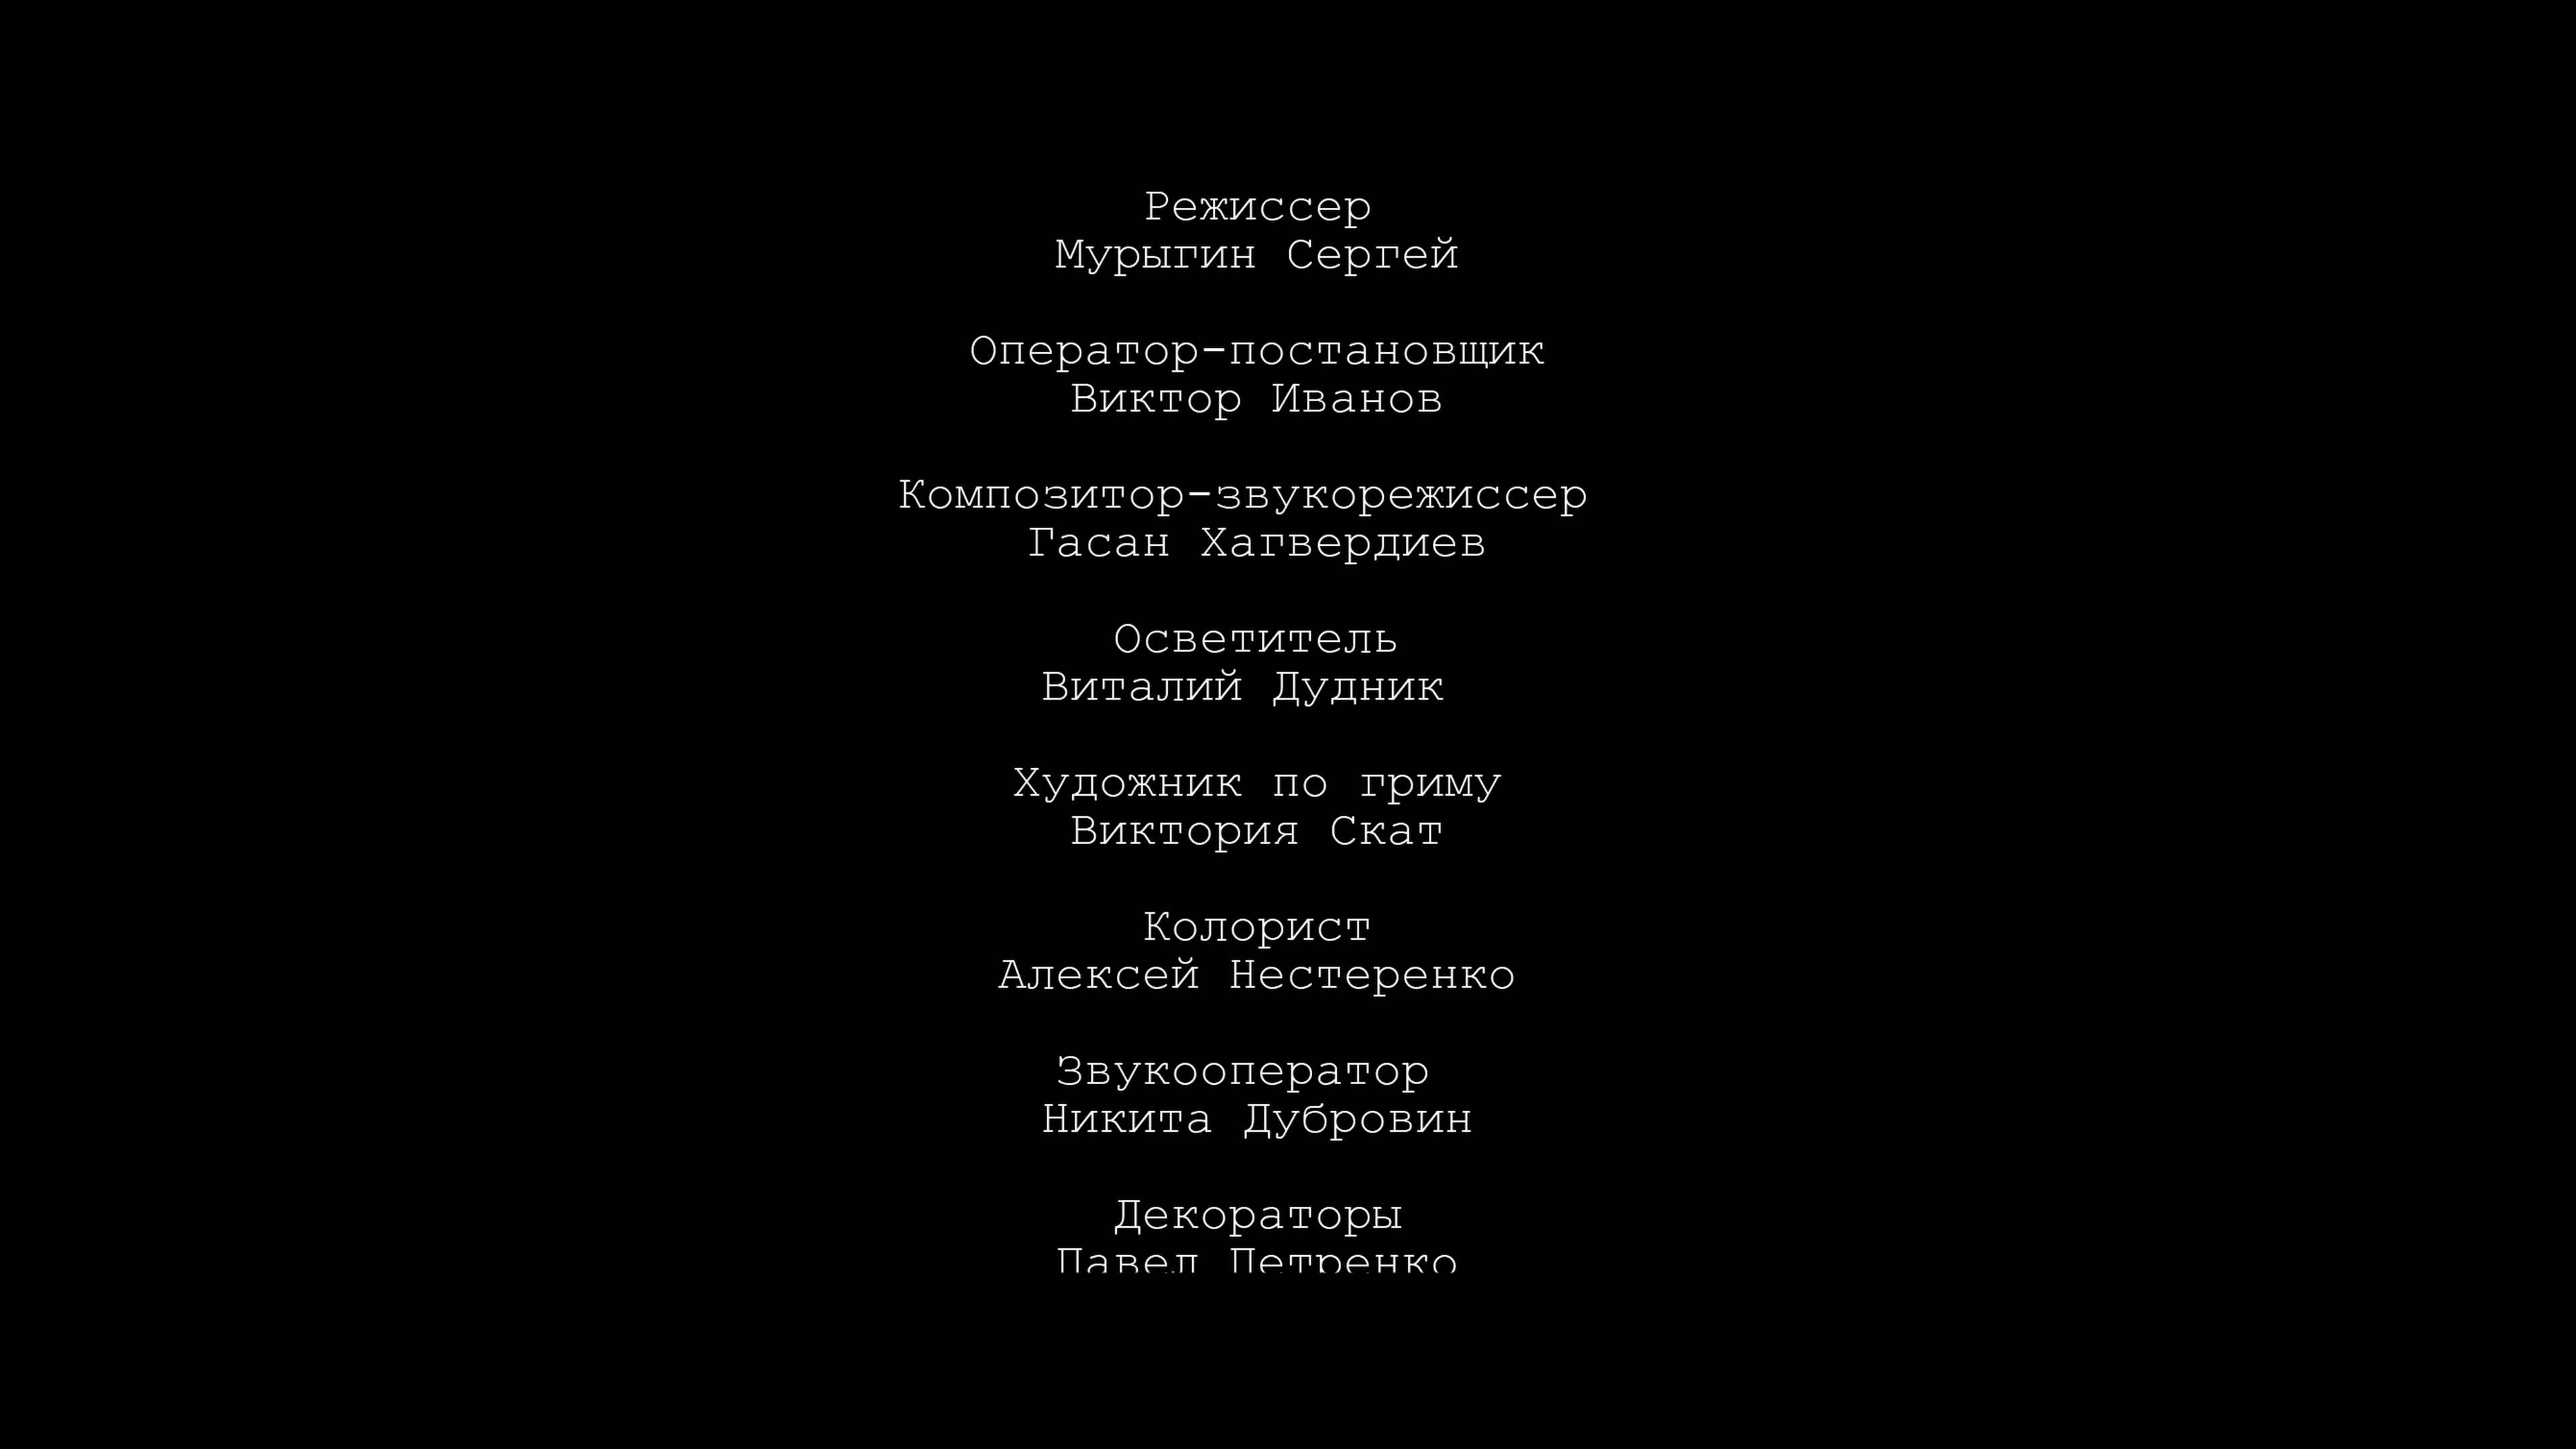 Режиссер
Мурыгин Сергей
Оператор-постановщик
Виктор Иванов
Композитор-звукорежиссер
Гасан Хагвердиев
Осветитель
Виталий Дудник
Художник по гриму
Виктория Скат
Колорист
Алексей Нестеренко
Звукооператор
Никита Дубровин
Декораторы
Павел Петренко